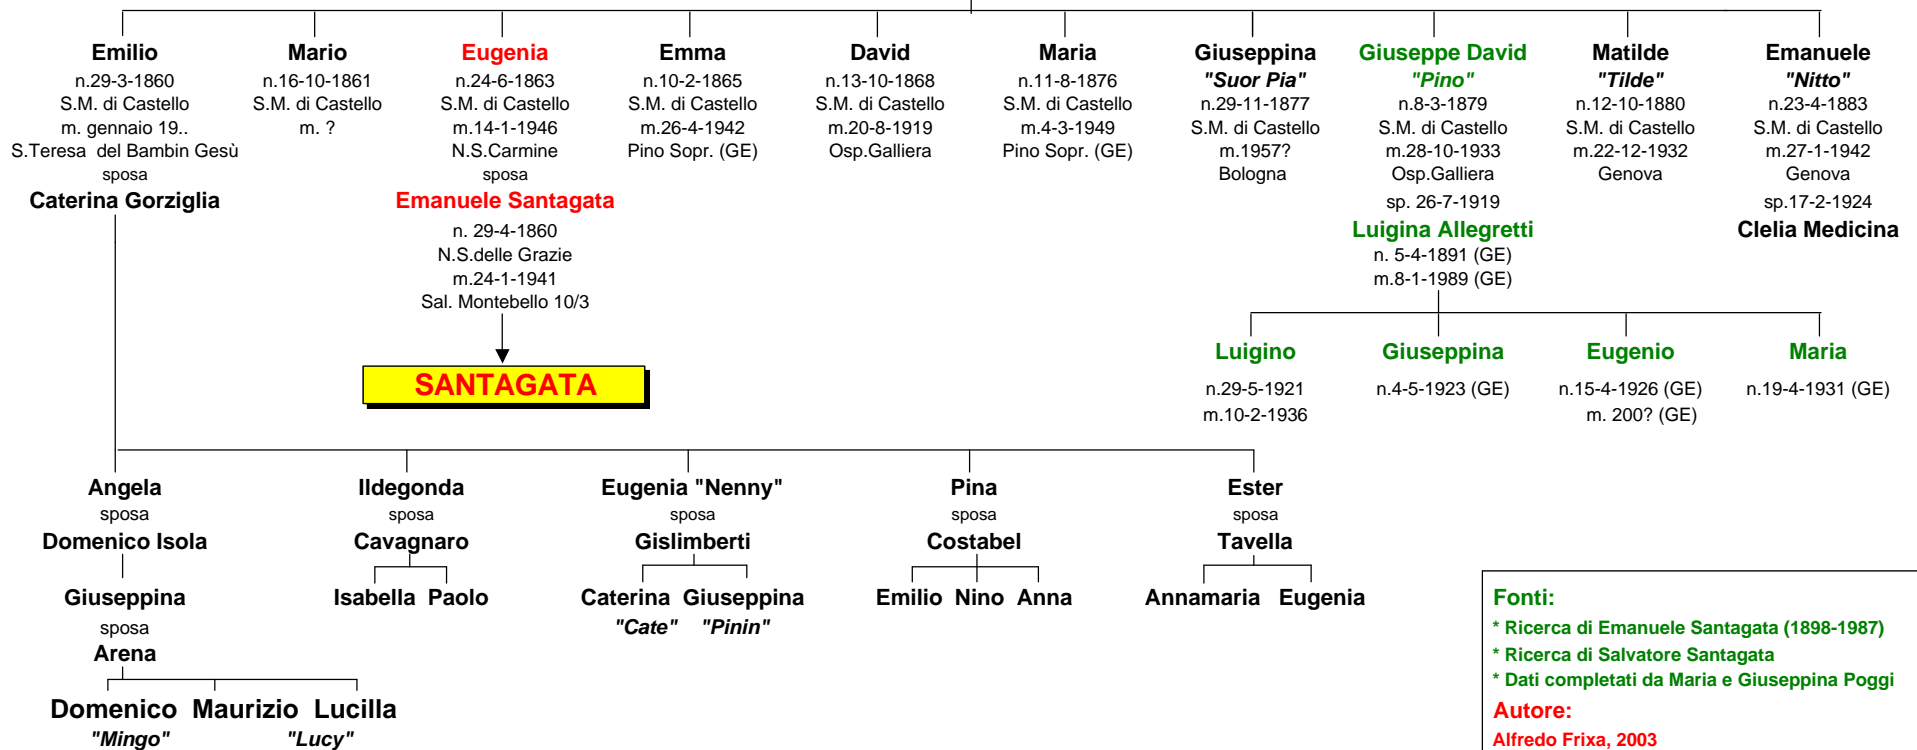 Emilio
n.29-3-1860
S.M. di Castello
m. gennaio 19..
S.Teresa del Bambin Gesù
sposa
Caterina Gorziglia
Mario
n.16-10-1861
S.M. di Castello
m. ?
Eugenia
n.24-6-1863
S.M. di Castello
m.14-1-1946
N.S.Carmine
sposa
Emanuele Santagata
n. 29-4-1860
N.S.delle Grazie
m.24-1-1941
Sal. Montebello 10/3
SANTAGATA
Emma
n.10-2-1865
S.M. di Castello
m.26-4-1942
Pino Sopr. (GE)
David
n.13-10-1868
S.M. di Castello
m.20-8-1919
Osp.Galliera
Maria
n.11-8-1876
S.M. di Castello
m.4-3-1949
Pino Sopr. (GE)
Giuseppina
"Suor Pia"
n.29-11-1877
S.M. di Castello
m.1957?
Bologna
Giuseppe David
"Pino"
n.8-3-1879
S.M. di Castello
m.28-10-1933
Osp.Galliera
sp. 26-7-1919
Luigina Allegretti
n. 5-4-1891 (GE)
m.8-1-1989 (GE)
Matilde
"Tilde"
n.12-10-1880
S.M. di Castello
m.22-12-1932
Genova
Emanuele
"Nitto"
n.23-4-1883
S.M. di Castello
m.27-1-1942
Genova
sp.17-2-1924
Clelia Medicina
Luigino
n.29-5-1921
m.10-2-1936
Giuseppina
n.4-5-1923 (GE)
Eugenio
n.15-4-1926 (GE)
m. 200? (GE)
Maria
n.19-4-1931 (GE)
Angela
sposa
Domenico Isola
Giuseppina
sposa
Arena
Domenico Maurizio Lucilla
"Mingo" "Lucy"
Ildegonda
sposa
Cavagnaro
Isabella Paolo
Eugenia "Nenny"
sposa
Gislimberti
Caterina Giuseppina
"Cate" "Pinin"
Pina
sposa
Costabel
Emilio Nino Anna
Ester
sposa
Tavella
Annamaria Eugenia
Fonti:
* Ricerca di Emanuele Santagata (1898-1987)
* Ricerca di Salvatore Santagata
* Dati completati da Maria e Giuseppina Poggi
Autore:
Alfredo Frixa, 2003